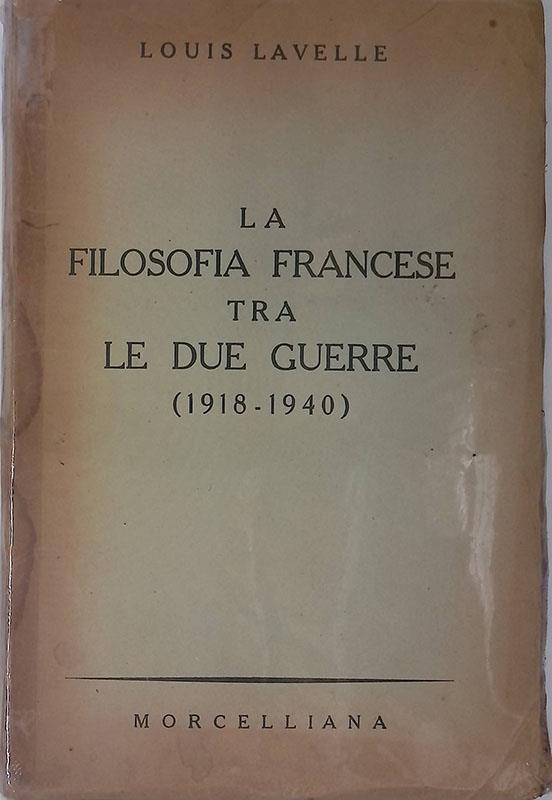 LOUIS LAVELLE
LA
FILOSOFIA FRANCESE
TRA
LE DUE GUERRE
(1918-1940)
MORCELLIANA